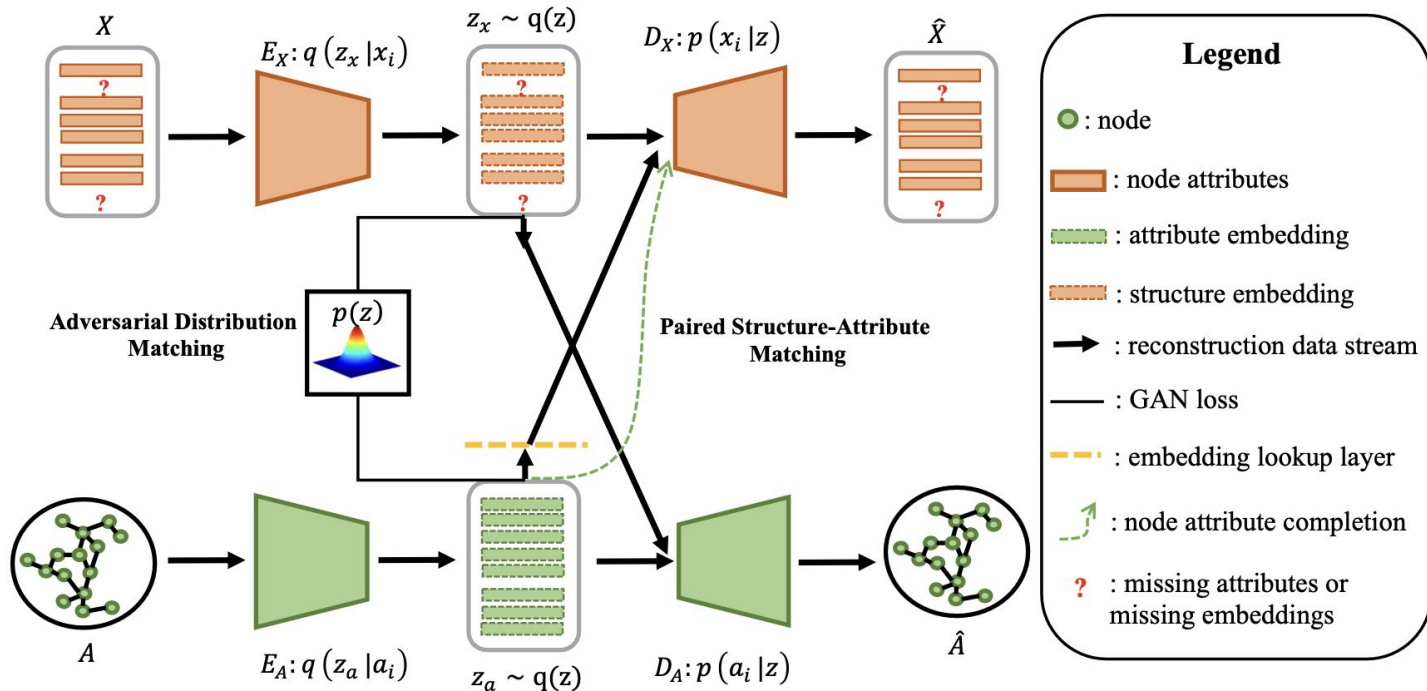 X
E_X: q(z_x|x_i)
z_x ~ q(z)
D_X: p(x_i|z)
X̂
?
?
?
?
?
?
Adversarial Distribution
Matching
p(z)
Paired Structure-Attribute
Matching
A
E_A: q(z_a|a_i)
z_a ~ q(z)
D_A: p(a_i|z)
Â
Legend
: node
: node attributes
: attribute embedding
: structure embedding
: reconstruction data stream
: GAN loss
: embedding lookup layer
: node attribute completion
? : missing attributes or
missing embeddings